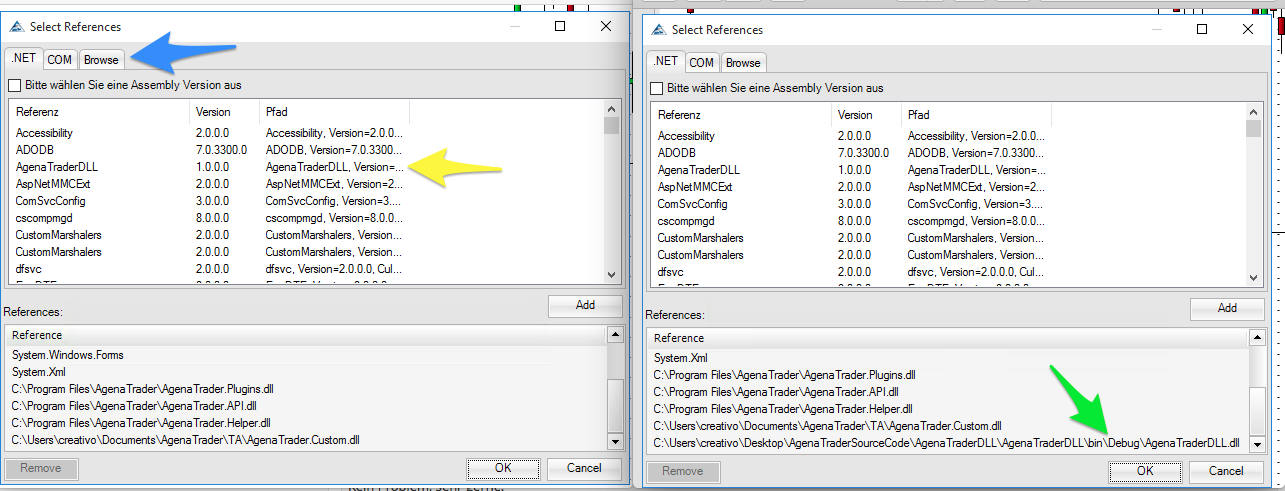 Select References
.NET COM Browse
Bitte wählen Sie eine Assembly Version aus
Referenz Version Pfad
Accessibility 2.0.0.0 Accessibility, Version=2.0.0...
ADODB 7.0.3300.0 ADODB, Version=7.0.3300...
AgenaTraderDLL 1.0.0.0 AgenaTraderDLL, Version=...
AspNetMMCExt 2.0.0.0 AspNetMMCExt, Version=2...
ComSvcConfig 3.0.0.0 ComSvcConfig, Version=3....
cscompmgd 8.0.0.0 cscompmgd, Version=8.0.0...
CustomMarshalers 2.0.0.0 CustomMarshalers, Version...
CustomMarshalers 2.0.0.0 CustomMarshalers, Version...
dfsvc 2.0.0.0 dfsvc, Version=2.0.0.0, Cul...
Add
References:
Reference
System.Windows.Forms
System.Xml
C:\Program Files\AgenaTrader\AgenaTrader.Plugins.dll
C:\Program Files\AgenaTrader\AgenaTrader.API.dll
C:\Program Files\AgenaTrader\AgenaTrader.Helper.dll
C:\Users\creativo\Documents\AgenaTrader\TA\AgenaTrader.Custom.dll
Remove OK Cancel
Select References
.NET COM Browse
Bitte wählen Sie eine Assembly Version aus
Referenz Version Pfad
Accessibility 2.0.0.0 Accessibility, Version=2.0.0...
ADODB 7.0.3300.0 ADODB, Version=7.0.3300...
AgenaTraderDLL 1.0.0.0 AgenaTraderDLL, Version=...
AspNetMMCExt 2.0.0.0 AspNetMMCExt, Version=2...
ComSvcConfig 3.0.0.0 ComSvcConfig, Version=3....
cscompmgd 8.0.0.0 cscompmgd, Version=8.0.0...
CustomMarshalers 2.0.0.0 CustomMarshalers, Version...
CustomMarshalers 2.0.0.0 CustomMarshalers, Version...
dfsvc 2.0.0.0 dfsvc, Version=2.0.0.0, Cul...
Add
References:
Reference
System.Xml
C:\Program Files\AgenaTrader\AgenaTrader.Plugins.dll
C:\Program Files\AgenaTrader\AgenaTrader.API.dll
C:\Program Files\AgenaTrader\AgenaTrader.Helper.dll
C:\Users\creativo\Documents\AgenaTrader\TA\AgenaTrader.Custom.dll
C:\Users\creativo\Desktop\AgenaTraderSourceCode\AgenaTraderDLL\AgenaTraderDLL\bin\Debug\AgenaTraderDLL.dll
Remove OK Cancel